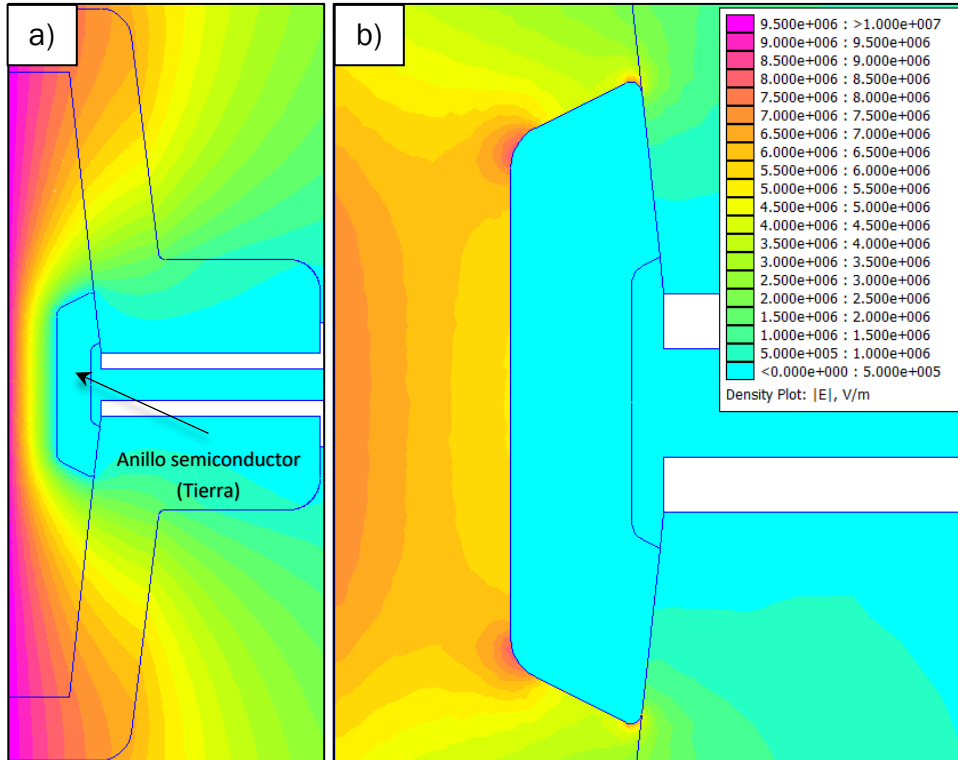 a)
b)
9.500e+006 : >1.000e+007
9.000e+006 : 9.500e+006
8.500e+006 : 9.000e+006
8.000e+006 : 8.500e+006
7.500e+006 : 8.000e+006
7.000e+006 : 7.500e+006
6.500e+006 : 7.000e+006
6.000e+006 : 6.500e+006
5.500e+006 : 6.000e+006
5.000e+006 : 5.500e+006
4.500e+006 : 5.000e+006
4.000e+006 : 4.500e+006
3.500e+006 : 4.000e+006
3.000e+006 : 3.500e+006
2.500e+006 : 3.000e+006
2.000e+006 : 2.500e+006
1.500e+006 : 2.000e+006
1.000e+006 : 1.500e+006
5.000e+005 : 1.000e+006
<0.000e+000 : 5.000e+005
Density Plot: |E|, V/m
Anillo semiconductor
(Tierra)